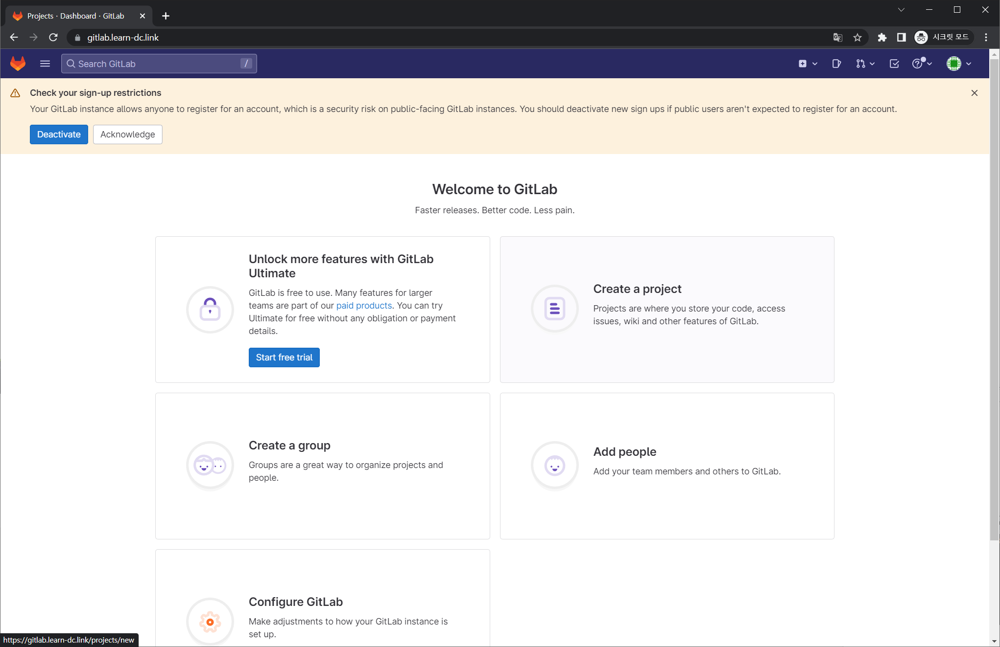 Projects · Dashboard · GitLab
gitlab.learn-dc.link
시크릿 모드
Search GitLab
/
Check your sign-up restrictions
Your GitLab instance allows anyone to register for an account, which is a security risk on public-facing GitLab instances. You should deactivate new sign ups if public users aren't expected to register for an account.
Deactivate
Acknowledge
Welcome to GitLab
Faster releases. Better code. Less pain.
Unlock more features with GitLab
Ultimate
GitLab is free to use. Many features for larger
teams are part of our paid products. You can try
Ultimate for free without any obligation or payment
details.
Start free trial
Create a project
Projects are where you store your code, access
issues, wiki and other features of GitLab.
Create a group
Groups are a great way to organize projects and
people.
Add people
Add your team members and others to GitLab.
Configure GitLab
Make adjustments to how your GitLab instance is
set up.
https://gitlab.learn-dc.link/projects/new